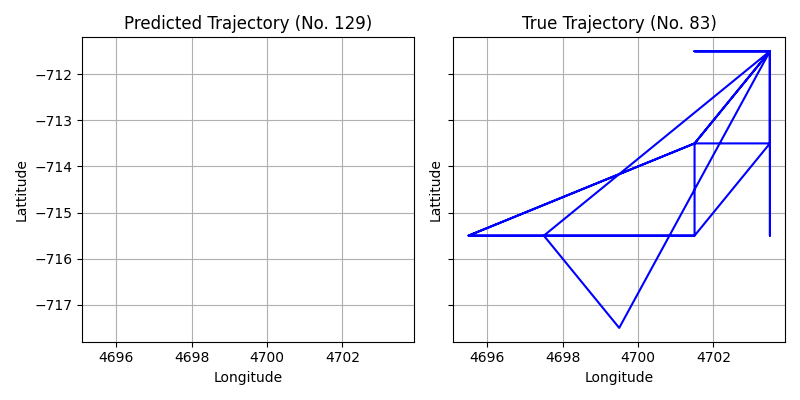 Predicted Trajectory (No. 129)
−712
−713
−714
−715
−716
−717
Lattitude
4696 4698 4700 4702
Longitude
True Trajectory (No. 83)
Lattitude
4696 4698 4700 4702
Longitude